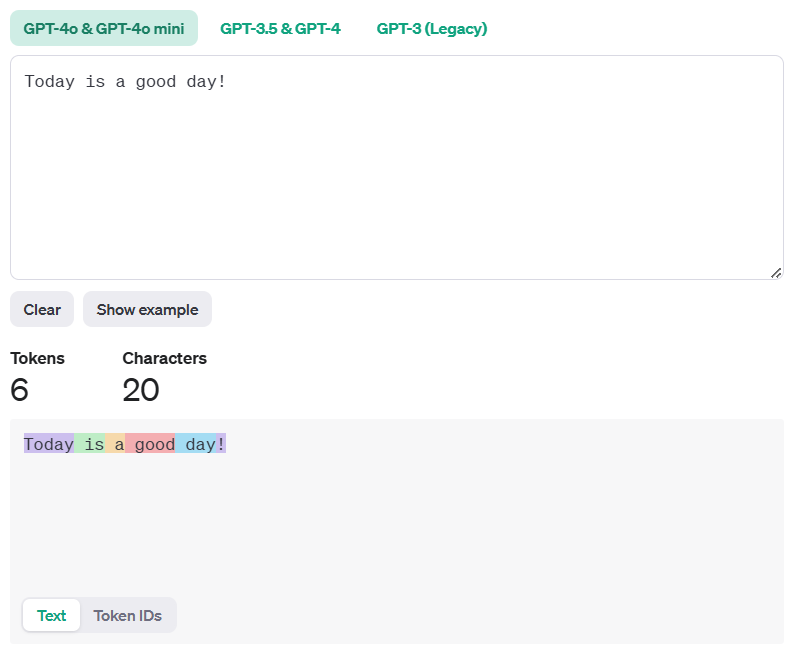 GPT-4o & GPT-4o mini GPT-3.5 & GPT-4 GPT-3 (Legacy)
Today is a good day!
Clear Show example
Tokens Characters
6 20
Today is a good day!
Text Token IDs